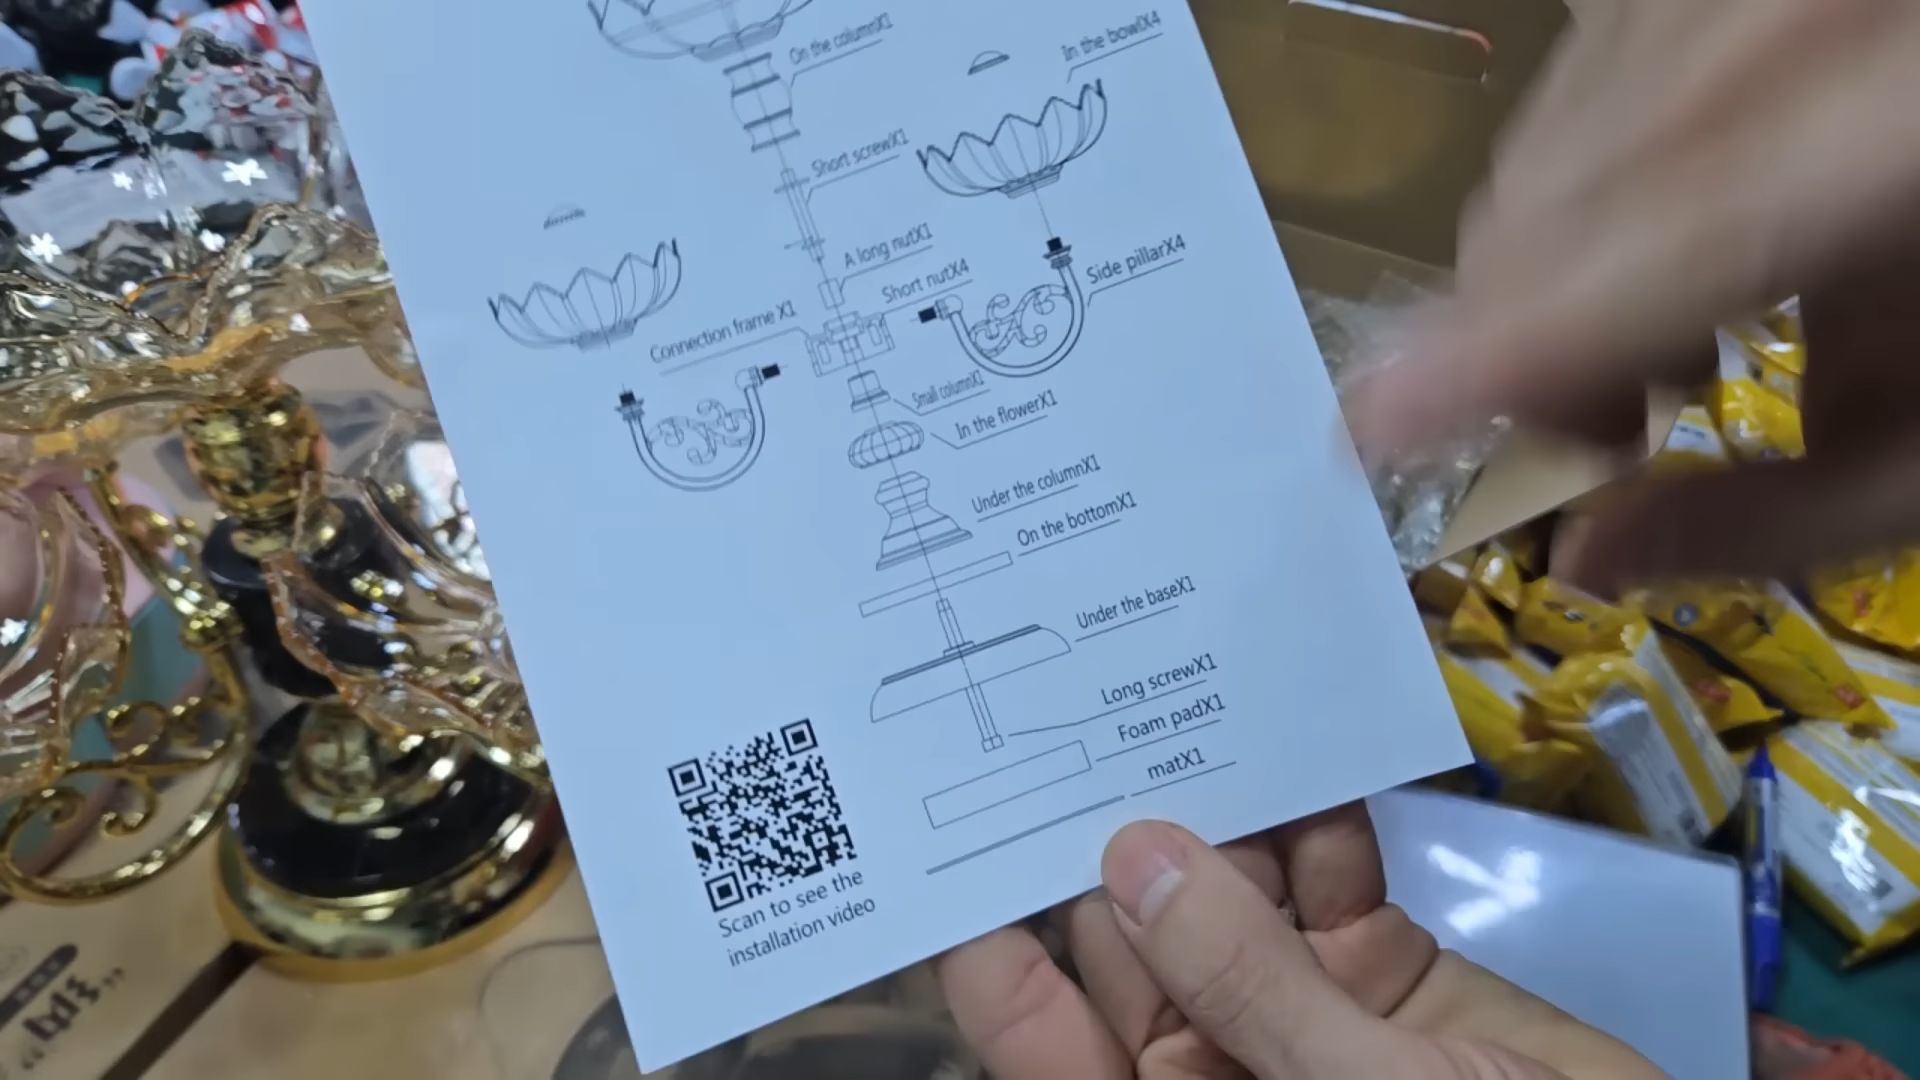 On the columnX1
In the bowlX4
Short screwX1
A long nutX1
Short nutX4
Side pillarX4
Connection frame X1
Small columnX1
In the flowerX1
Under the columnX1
On the bottomX1
Under the baseX1
Long screwX1
Foam padX1
matX1
Scan to see the
installation video